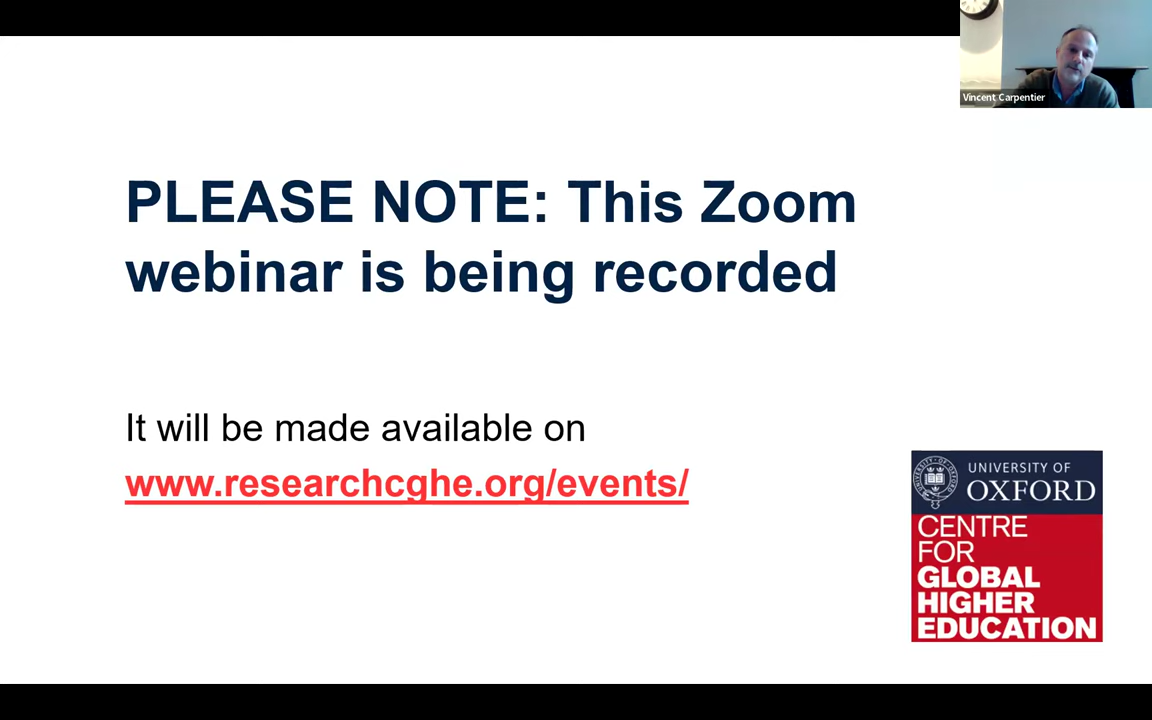 Vincent Carpentier
PLEASE NOTE: This Zoom
webinar is being recorded
It will be made available on
www.researchcghe.org/events/
UNIVERSITY OF
OXFORD
CENTRE
FOR
GLOBAL
HIGHER
EDUCATION